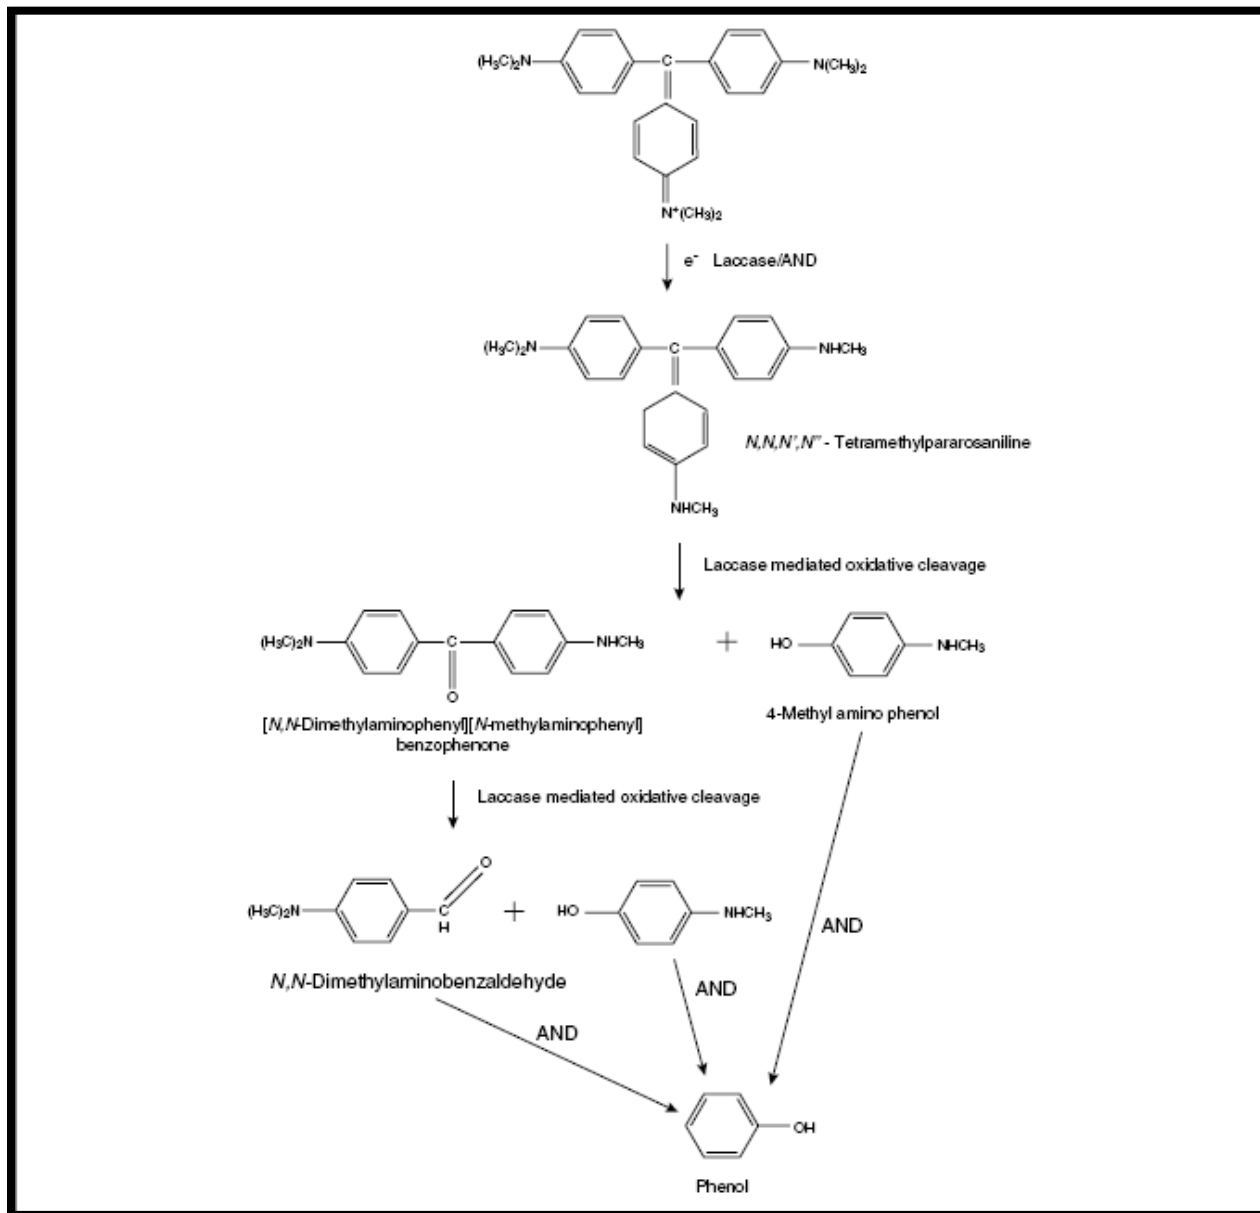 (H₃C)₂N C N(CH₃)₂
N⁺(CH₃)₂
e⁻ Laccase/AND
(H₃C)₂N C NHCH₃
N,N,N',N'' - Tetramethylpararosaniline
NHCH₃
Laccase mediated oxidative cleavage
(H₃C)₂N C NHCH₃ + HO NHCH₃
O
[N,N-Dimethylaminophenyl][N-methylaminophenyl]
benzophenone
4-Methyl amino phenol
Laccase mediated oxidative cleavage
O
(H₃C)₂N C + HO NHCH₃
H
AND
N,N-Dimethylaminobenzaldehyde
AND
AND
OH
Phenol